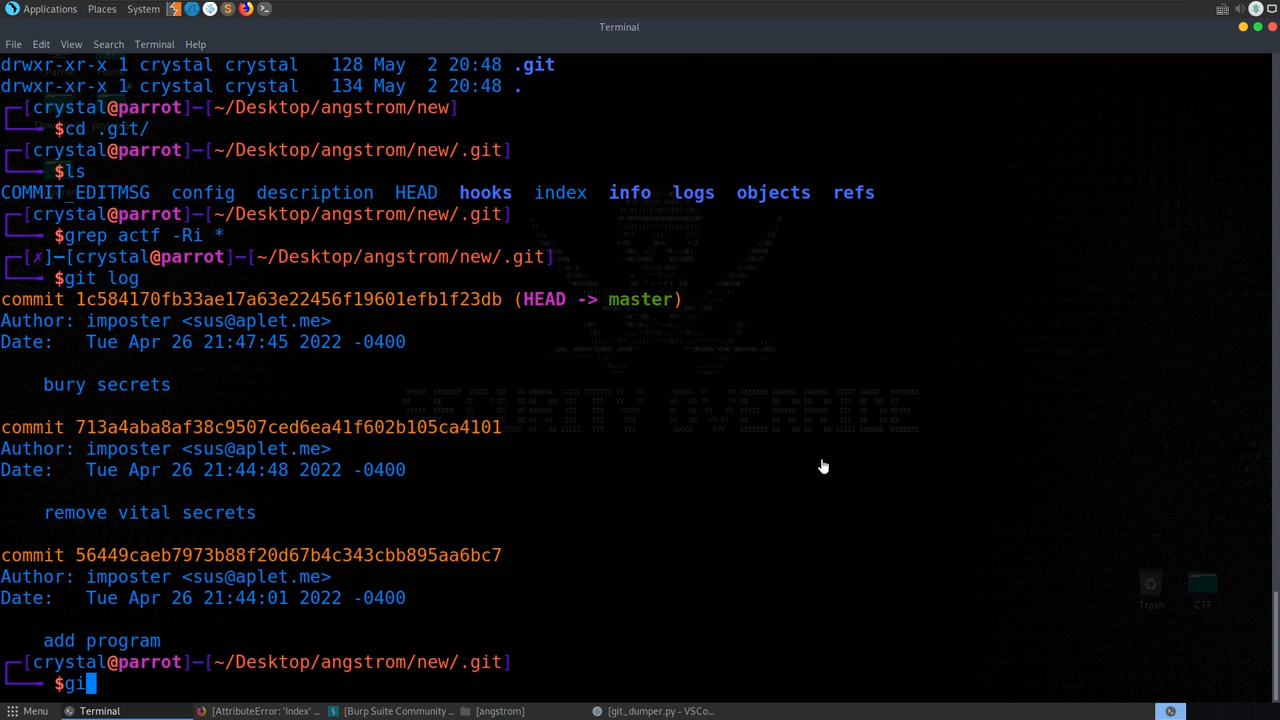 Applications Places System
Terminal
File Edit View Search Terminal Help
drwxr-xr-x 1 crystal crystal 128 May 2 20:48 .git
drwxr-xr-x 1 crystal crystal 134 May 2 20:48 .
┌─[crystal@parrot]─[~/Desktop/angstrom/new]
└──╼ $cd .git/
┌─[crystal@parrot]─[~/Desktop/angstrom/new/.git]
└──╼ $ls
COMMIT_EDITMSG config description HEAD hooks index info logs objects refs
┌─[crystal@parrot]─[~/Desktop/angstrom/new/.git]
└──╼ $grep actf -Ri *
┌─[✗]─[crystal@parrot]─[~/Desktop/angstrom/new/.git]
└──╼ $git log
commit 1c584170fb33ae17a63e22456f19601efb1f23db (HEAD -> master)
Author: imposter <sus@aplet.me>
Date: Tue Apr 26 21:47:45 2022 -0400
bury secrets
commit 713a4aba8af38c9507ced6ea41f602b105ca4101
Author: imposter <sus@aplet.me>
Date: Tue Apr 26 21:44:48 2022 -0400
remove vital secrets
commit 56449caeb7973b88f20d67b4c343cbb895aa6bc7
Author: imposter <sus@aplet.me>
Date: Tue Apr 26 21:44:01 2022 -0400
add program
┌─[crystal@parrot]─[~/Desktop/angstrom/new/.git]
└──╼ $gi
Trash CTF
Menu Terminal [AttributeError: 'Index' ... [Burp Suite Community ... [angstrom] [git_dumper.py - VSCo...